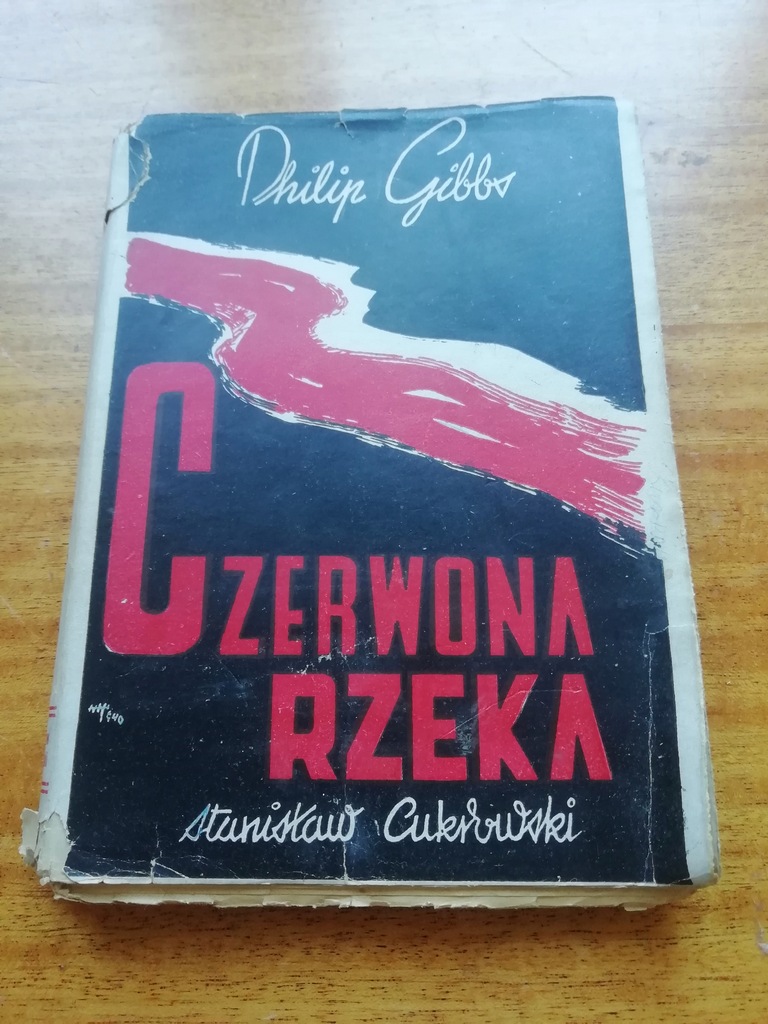 Philip Gibbs
CZERWONA
RZEKA
Stanisław Cukrowski